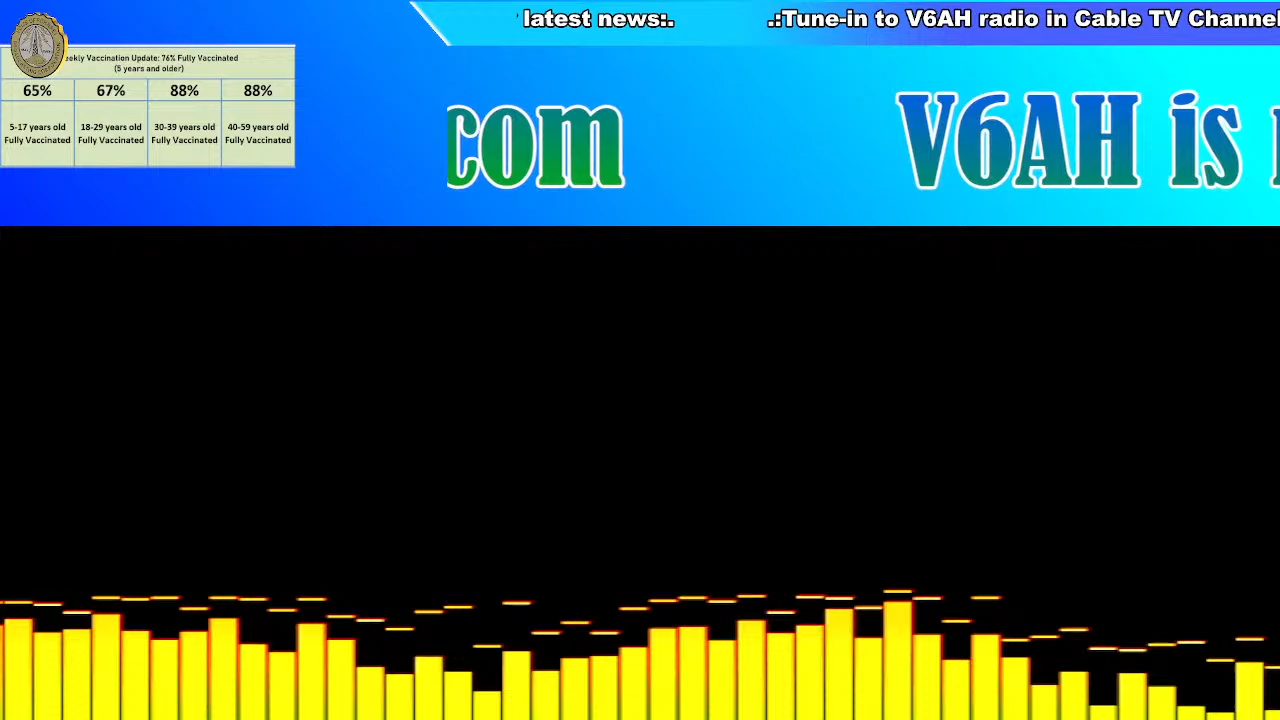 latest news:.
.:Tune-in to V6AH radio in Cable TV Channel
ekly Vaccination Update: 76% Fully Vaccinated
(5 years and older)
65% 67% 88% 88%
5-17 years old 18-29 years old 30-39 years old 40-59 years old
Fully Vaccinated Fully Vaccinated Fully Vaccinated Fully Vaccinated
com
V6AH is